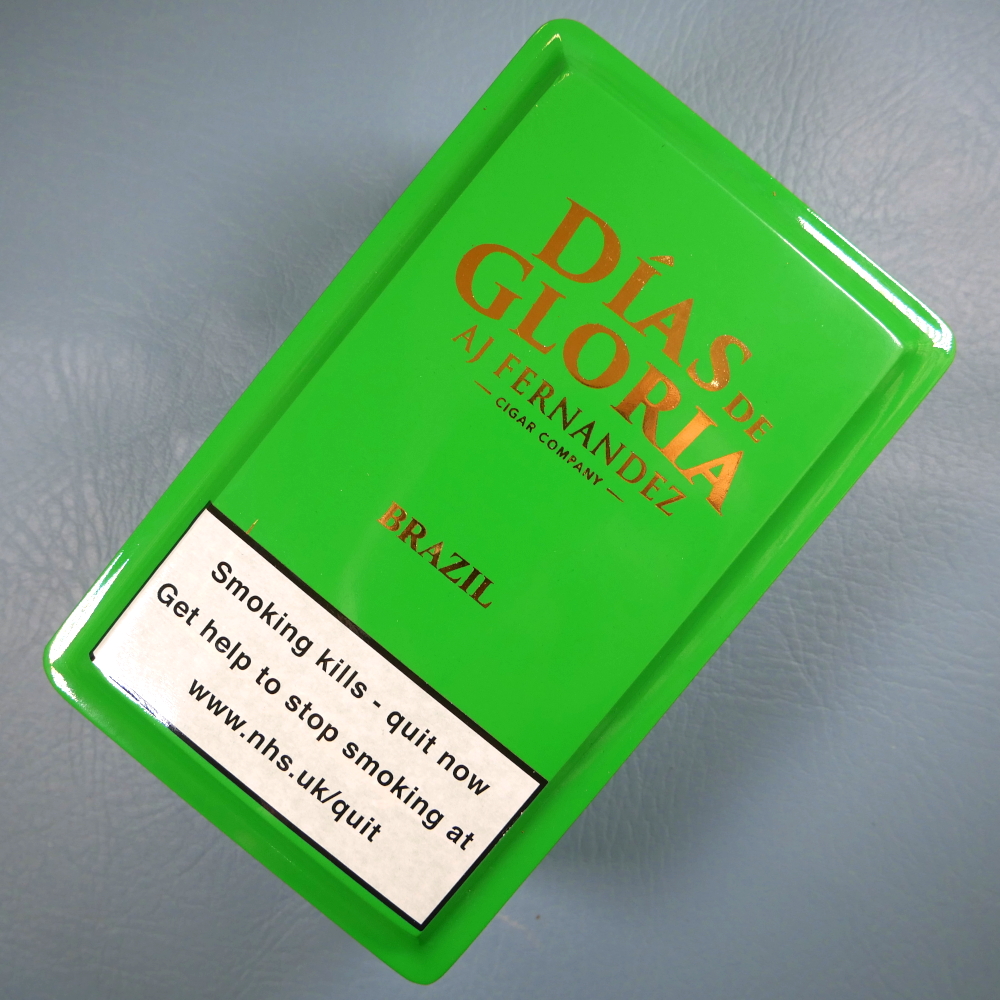 DÍAS DE
GLORIA
AJ FERNANDEZ
— CIGAR COMPANY —
BRAZIL
Smoking kills - quit now
Get help to stop smoking at
www.nhs.uk/quit